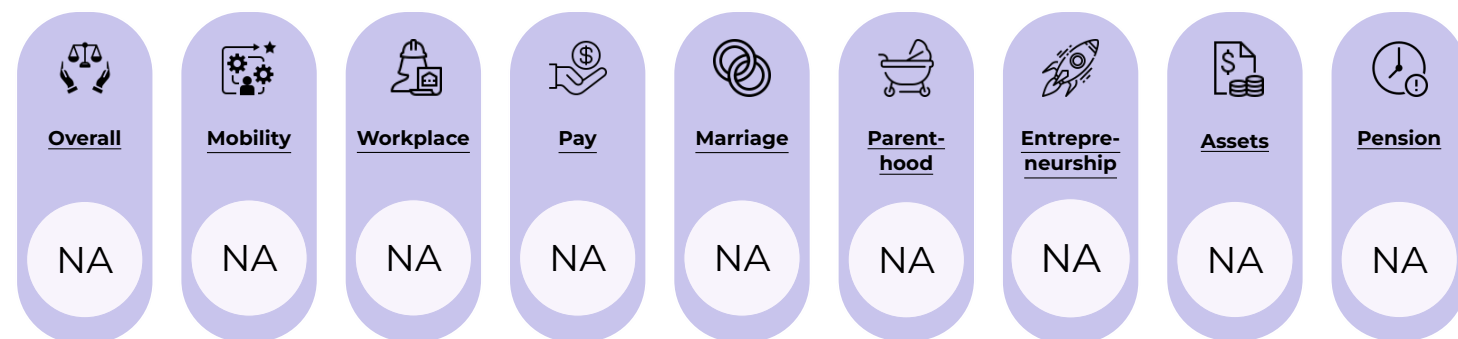 Overall
Mobility
Workplace
Pay
Marriage
Parent-
hood
Entrepre-
neurship
Assets
Pension
NA
NA
NA
NA
NA
NA
NA
NA
NA